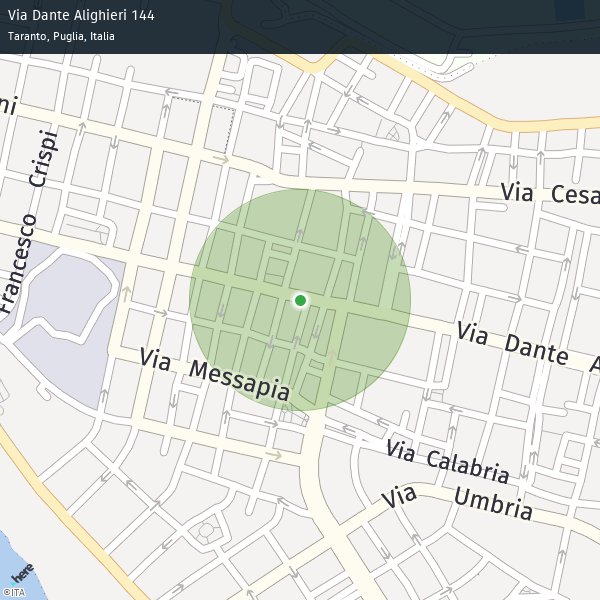 Via Dante Alighieri 144
Taranto, Puglia, Italia
ni
Francesco Crispi
Via Cesa
Via Dante A
Via Messapia
Via Calabria
Via Umbria
here
©ITA